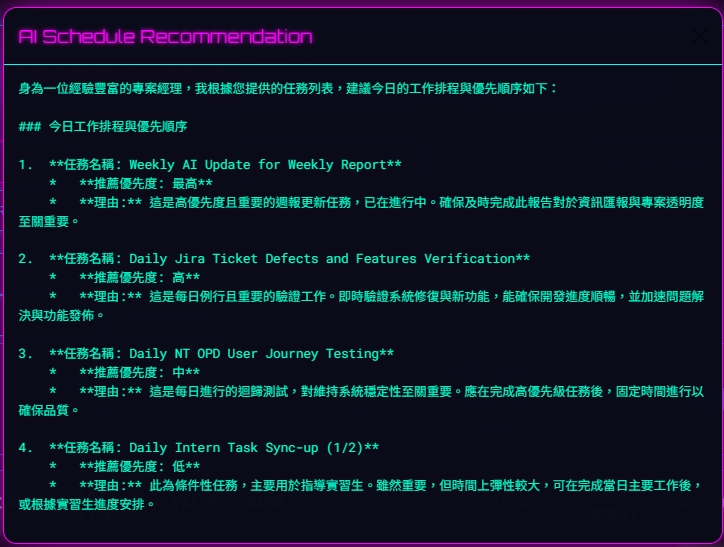 AI Schedule Recommendation
身為一位經驗豐富的專案經理，我根據您提供的任務列表，建議今日的工作排程與優先順序如下：
### 今日工作排程與優先順序
1. **任務名稱: Weekly AI Update for Weekly Report**
* **推薦優先度: 最高**
* **理由:** 這是高優先度且重要的週報更新任務，已在進行中。確保及時完成此報告對於資訊匯報與專案透明度
至關重要。
2. **任務名稱: Daily Jira Ticket Defects and Features Verification**
* **推薦優先度: 高**
* **理由:** 這是每日例行且重要的驗證工作。即時驗證系統修復與新功能，能確保開發進度順暢，並加速問題解
決與功能發佈。
3. **任務名稱: Daily NT OPD User Journey Testing**
* **推薦優先度: 中**
* **理由:** 這是每日進行的迴歸測試，對維持系統穩定性至關重要。應在完成高優先級任務後，固定時間進行以
確保品質。
4. **任務名稱: Daily Intern Task Sync-up (1/2)**
* **推薦優先度: 低**
* **理由:** 此為條件性任務，主要用於指導實習生。雖然重要，但時間上彈性較大，可在完成當日主要工作後，
或根據實習生進度安排。